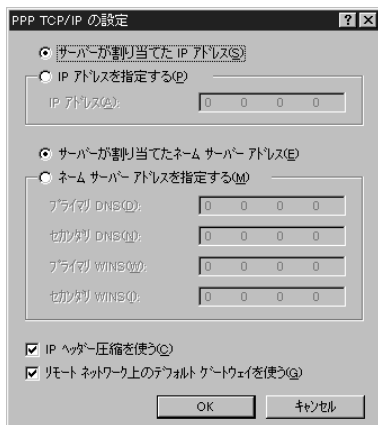 PPP TCP/IP の設定
サーバーが割り当てた IP アドレス(S)
IP アドレスを指定する(P)
IP アドレス(A): 0 0 0 0
サーバーが割り当てたネーム サーバー アドレス(E)
ネーム サーバー アドレスを指定する(M)
プライマリ DNS(D): 0 0 0 0
セカンダリ DNS(N): 0 0 0 0
プライマリ WINS(W): 0 0 0 0
セカンダリ WINS(I): 0 0 0 0
IP ヘッダー圧縮を使う(C)
リモート ネットワーク上のデフォルト ゲートウェイを使う(G)
OK キャンセル